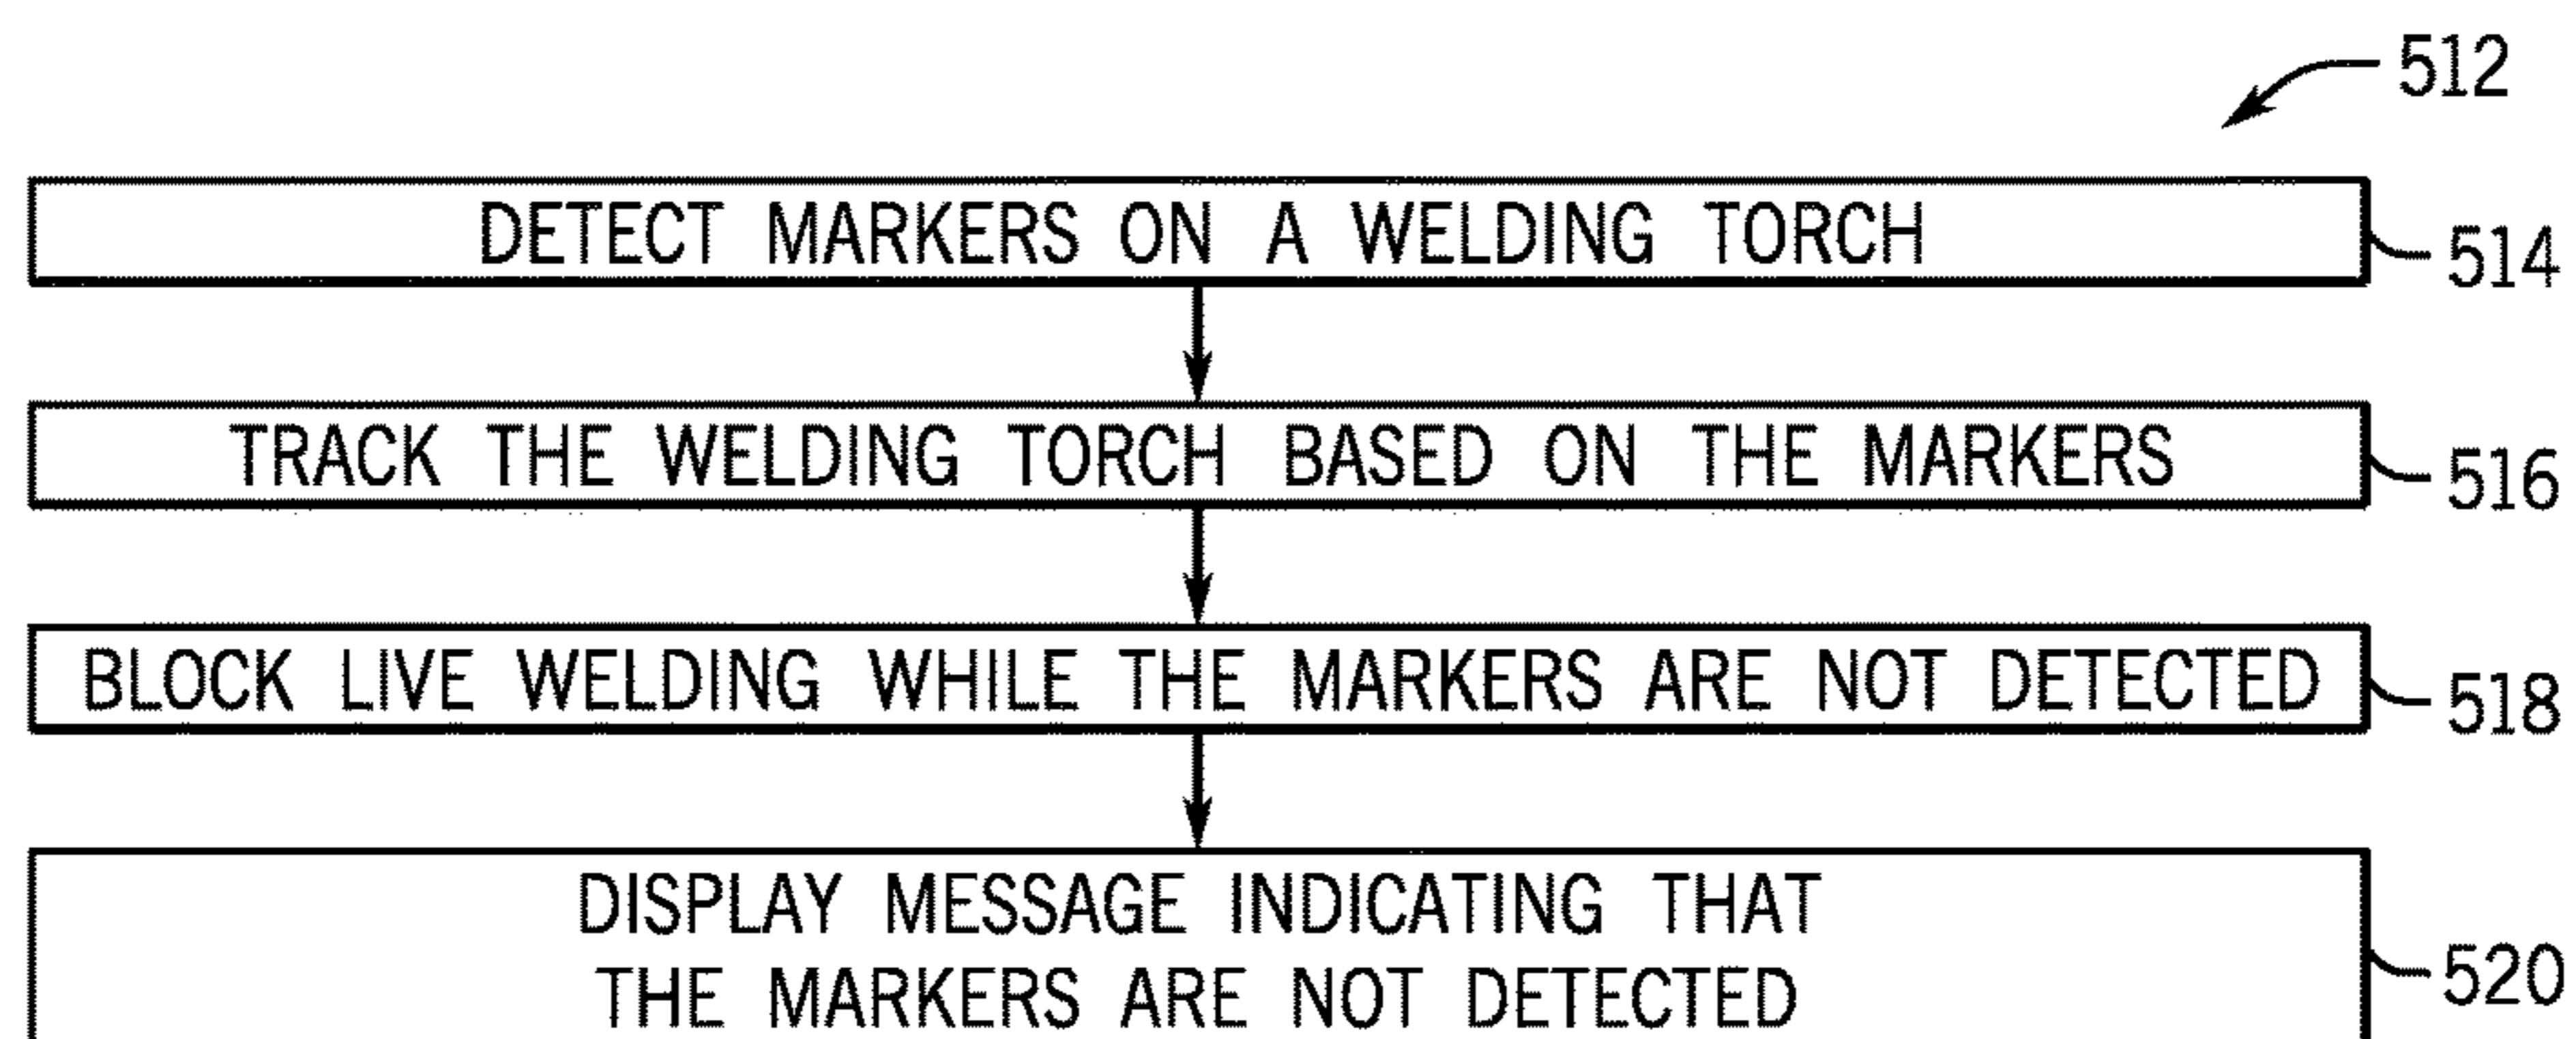 512
DETECT MARKERS ON A WELDING TORCH
514
TRACK THE WELDING TORCH BASED ON THE MARKERS
516
BLOCK LIVE WELDING WHILE THE MARKERS ARE NOT DETECTED
518
DISPLAY MESSAGE INDICATING THAT
THE MARKERS ARE NOT DETECTED
520